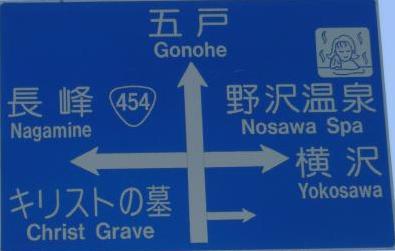 五戸
Gonohe
長峰
Nagamine
454
野沢温泉
Nosawa Spa
横沢
Yokosawa
キリストの墓
Christ Grave